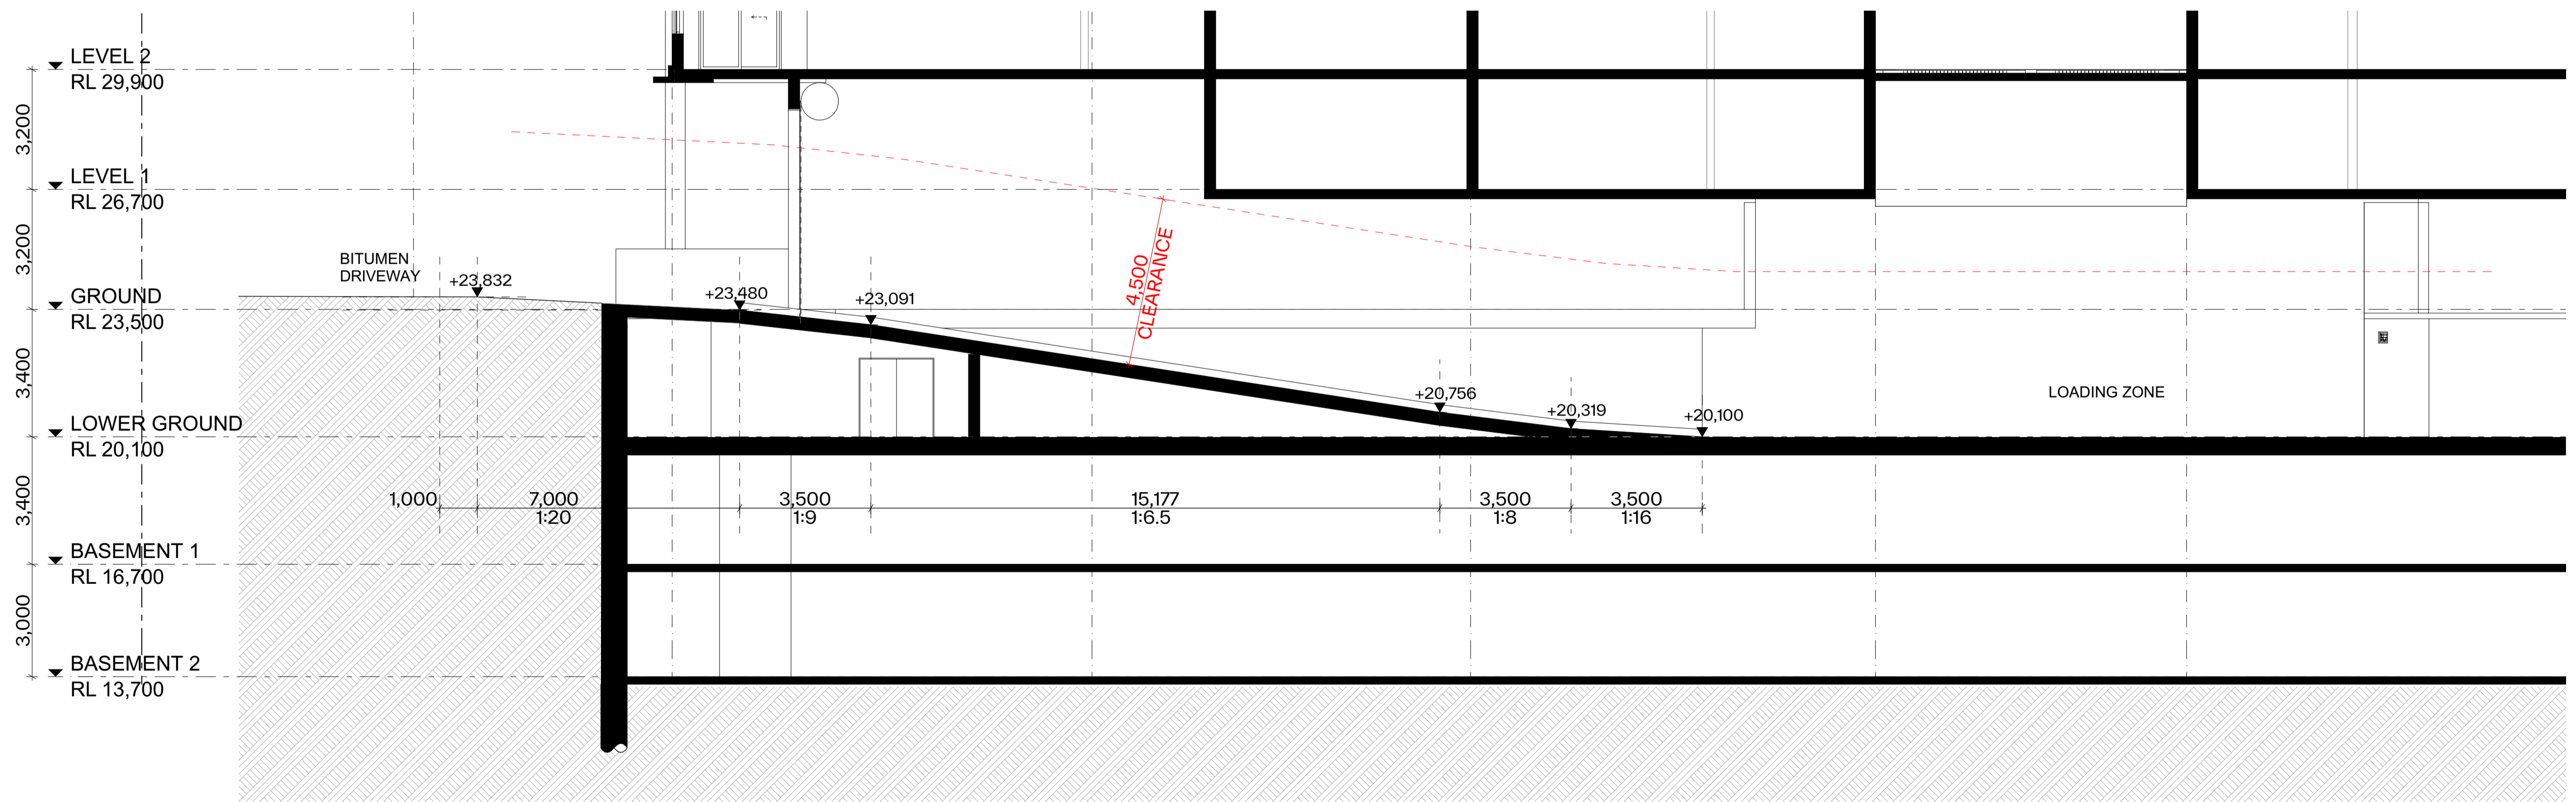 LEVEL 2
RL 29,900
3,200
LEVEL 1
RL 26,700
3,200
BITUMEN
DRIVEWAY
+23,832
GROUND
RL 23,500
+23,480
+23,091
4,500
CLEARANCE
3,400
LOWER GROUND
RL 20,100
+20,756
+20,319
+20,100
LOADING ZONE
3,400
1,000
7,000
1:20
3,500
1:9
15,177
1:6.5
3,500
1:8
3,500
1:16
BASEMENT 1
RL 16,700
3,000
BASEMENT 2
RL 13,700